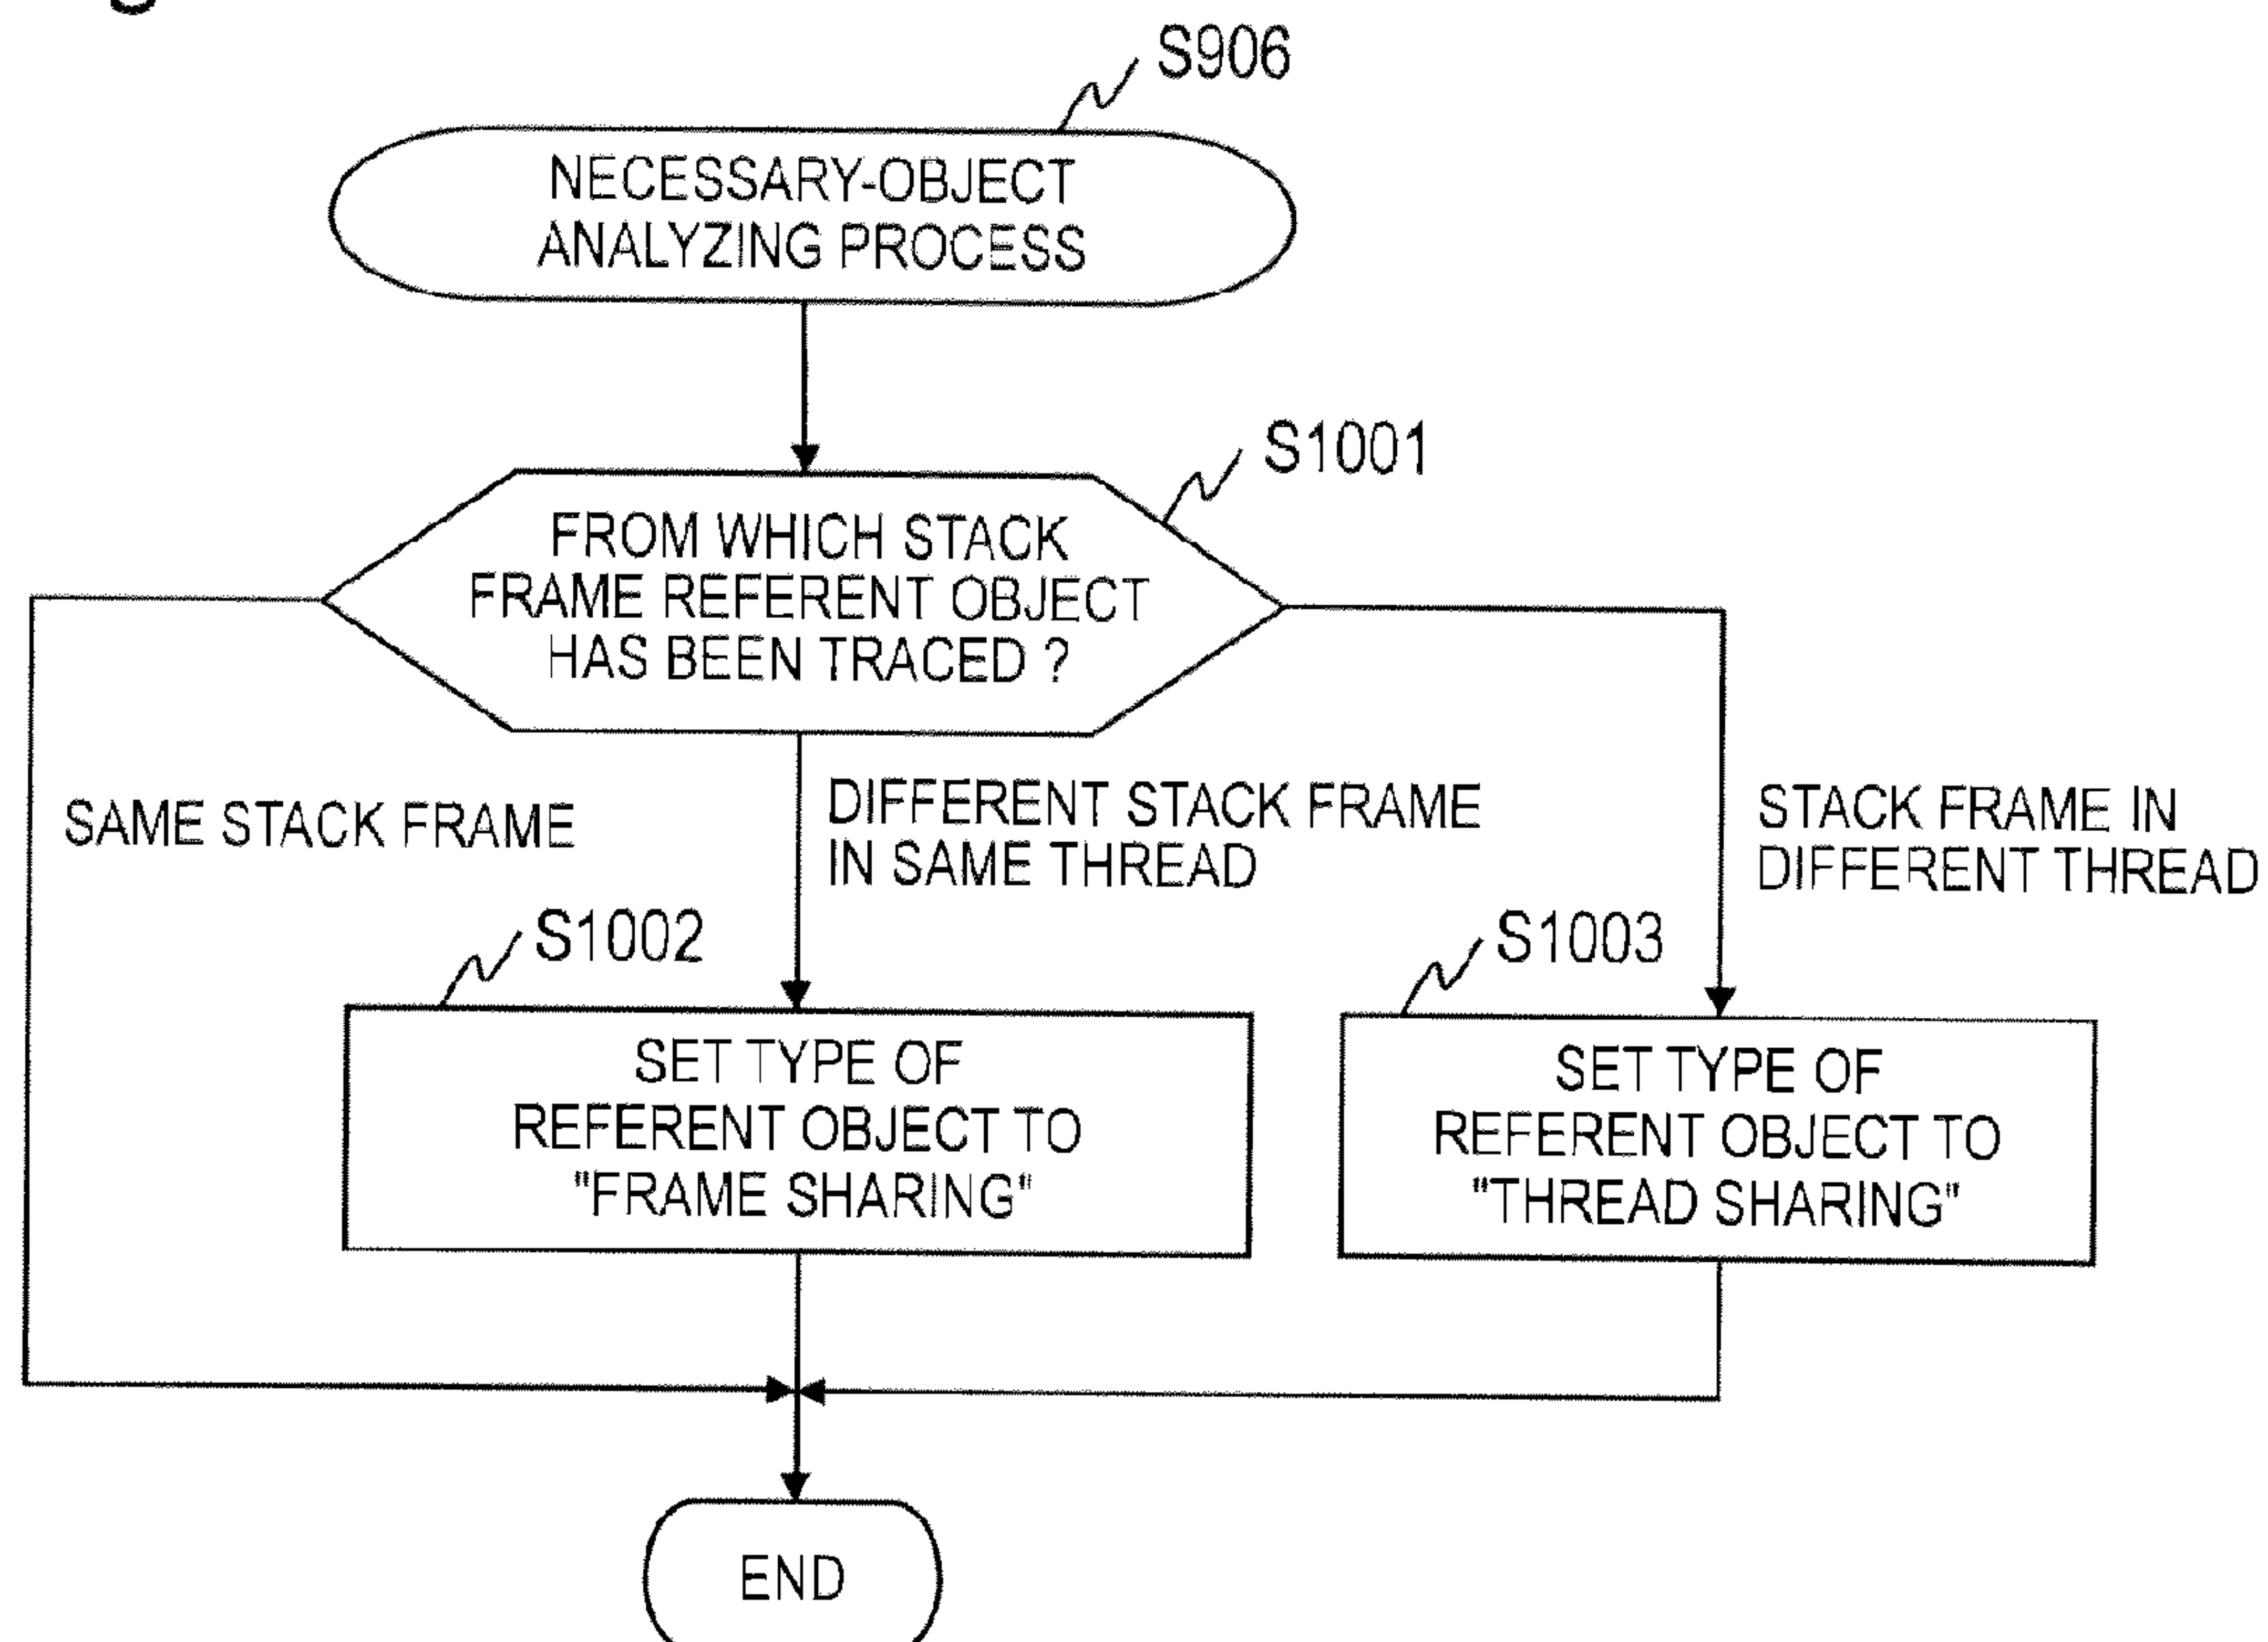 S906
NECESSARY-OBJECT
ANALYZING PROCESS
S1001
FROM WHICH STACK
FRAME REFERENT OBJECT
HAS BEEN TRACED ?
SAME STACK FRAME
DIFFERENT STACK FRAME
IN SAME THREAD
STACK FRAME IN
DIFFERENT THREAD
S1002
SET TYPE OF
REFERENT OBJECT TO
"FRAME SHARING"
S1003
SET TYPE OF
REFERENT OBJECT TO
"THREAD SHARING"
END